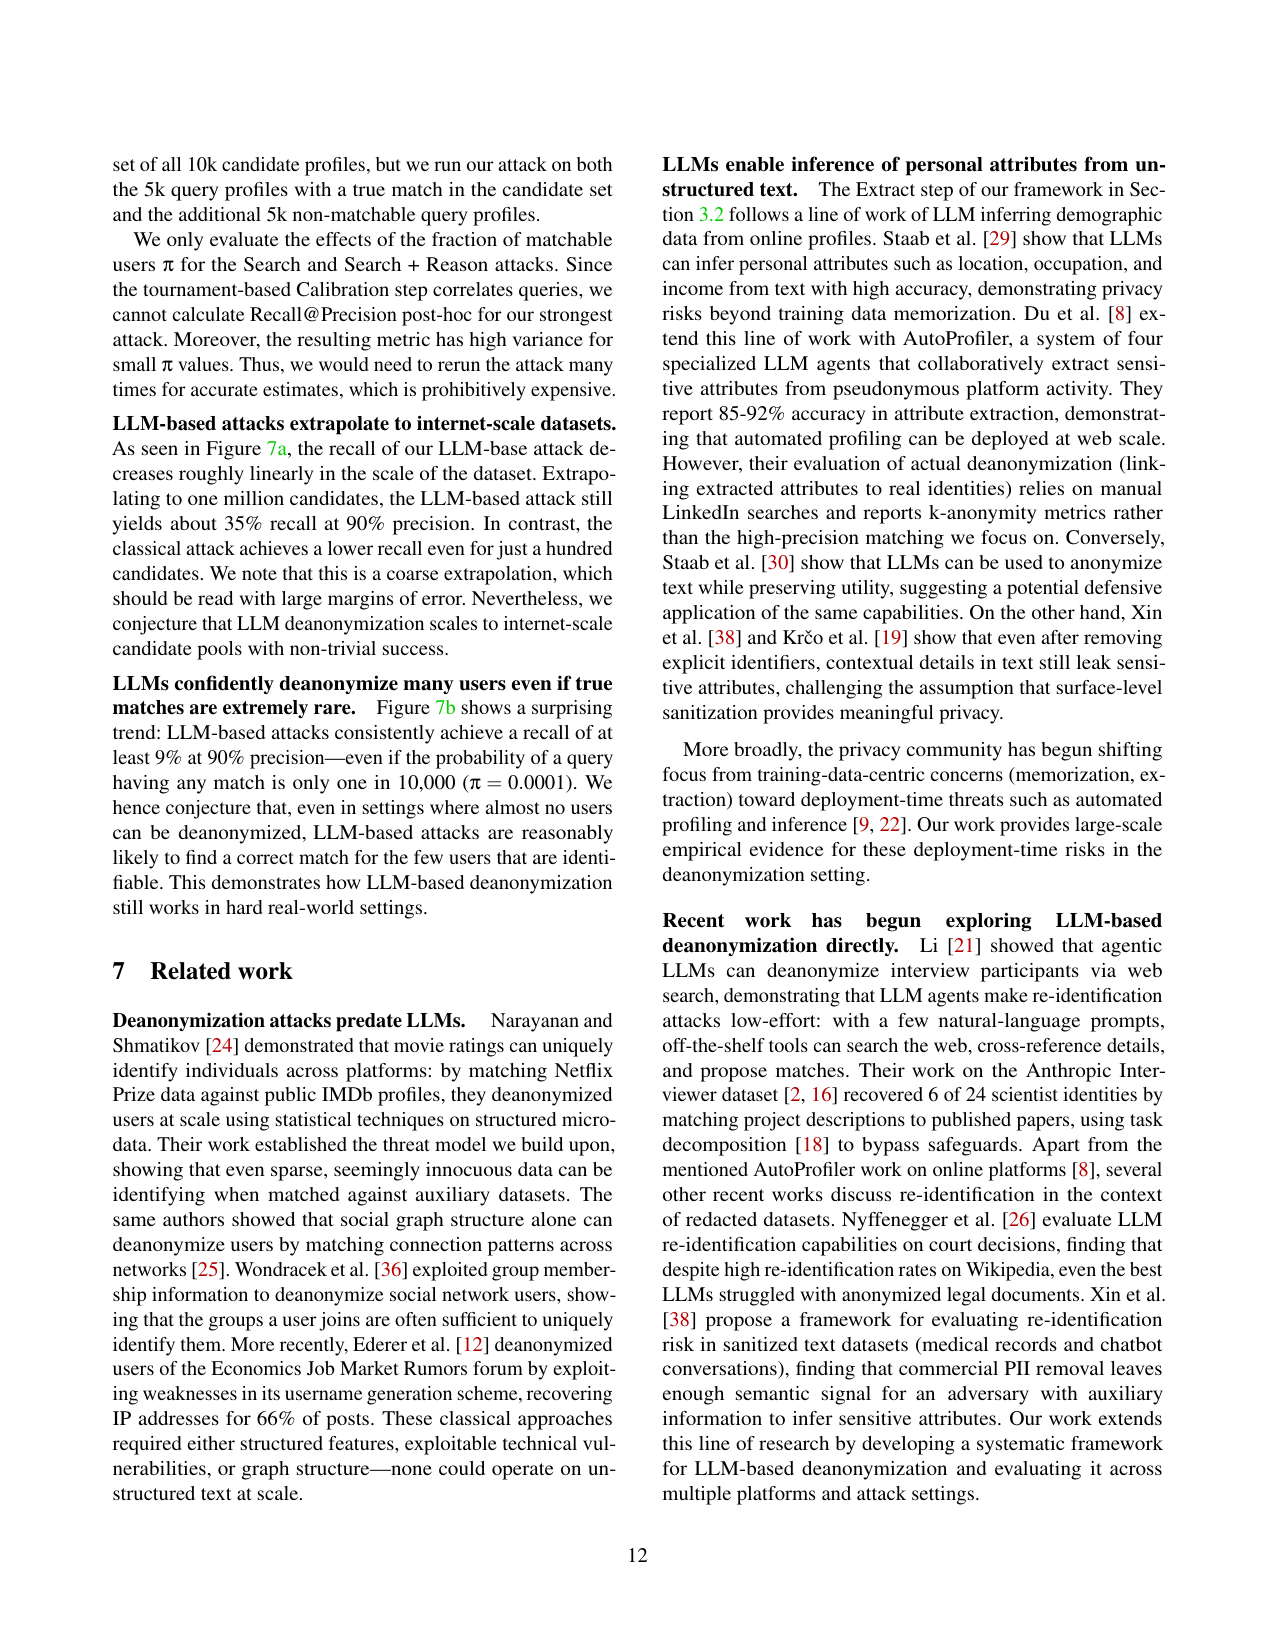 set of all 10k candidate profiles, but we run our attack on both
the 5k query profiles with a true match in the candidate set
and the additional 5k non-matchable query profiles.
We only evaluate the effects of the fraction of matchable
users π for the Search and Search + Reason attacks. Since
the tournament-based Calibration step correlates queries, we
cannot calculate Recall@Precision post-hoc for our strongest
attack. Moreover, the resulting metric has high variance for
small π values. Thus, we would need to rerun the attack many
times for accurate estimates, which is prohibitively expensive.
LLM-based attacks extrapolate to internet-scale datasets.
As seen in Figure 7a, the recall of our LLM-base attack de-
creases roughly linearly in the scale of the dataset. Extrapo-
lating to one million candidates, the LLM-based attack still
yields about 35% recall at 90% precision. In contrast, the
classical attack achieves a lower recall even for just a hundred
candidates. We note that this is a coarse extrapolation, which
should be read with large margins of error. Nevertheless, we
conjecture that LLM deanonymization scales to internet-scale
candidate pools with non-trivial success.
LLMs confidently deanonymize many users even if true
matches are extremely rare. Figure 7b shows a surprising
trend: LLM-based attacks consistently achieve a recall of at
least 9% at 90% precision—even if the probability of a query
having any match is only one in 10,000 (π = 0.0001). We
hence conjecture that, even in settings where almost no users
can be deanonymized, LLM-based attacks are reasonably
likely to find a correct match for the few users that are identi-
fiable. This demonstrates how LLM-based deanonymization
still works in hard real-world settings.
7 Related work
Deanonymization attacks predate LLMs. Narayanan and
Shmatikov [24] demonstrated that movie ratings can uniquely
identify individuals across platforms: by matching Netflix
Prize data against public IMDb profiles, they deanonymized
users at scale using statistical techniques on structured micro-
data. Their work established the threat model we build upon,
showing that even sparse, seemingly innocuous data can be
identifying when matched against auxiliary datasets. The
same authors showed that social graph structure alone can
deanonymize users by matching connection patterns across
networks [25]. Wondracek et al. [36] exploited group member-
ship information to deanonymize social network users, show-
ing that the groups a user joins are often sufficient to uniquely
identify them. More recently, Ederer et al. [12] deanonymized
users of the Economics Job Market Rumors forum by exploit-
ing weaknesses in its username generation scheme, recovering
IP addresses for 66% of posts. These classical approaches
required either structured features, exploitable technical vul-
nerabilities, or graph structure—none could operate on un-
structured text at scale.
LLMs enable inference of personal attributes from un-
structured text. The Extract step of our framework in Sec-
tion 3.2 follows a line of work of LLM inferring demographic
data from online profiles. Staab et al. [29] show that LLMs
can infer personal attributes such as location, occupation, and
income from text with high accuracy, demonstrating privacy
risks beyond training data memorization. Du et al. [8] ex-
tend this line of work with AutoProfiler, a system of four
specialized LLM agents that collaboratively extract sensi-
tive attributes from pseudonymous platform activity. They
report 85-92% accuracy in attribute extraction, demonstrat-
ing that automated profiling can be deployed at web scale.
However, their evaluation of actual deanonymization (link-
ing extracted attributes to real identities) relies on manual
LinkedIn searches and reports k-anonymity metrics rather
than the high-precision matching we focus on. Conversely,
Staab et al. [30] show that LLMs can be used to anonymize
text while preserving utility, suggesting a potential defensive
application of the same capabilities. On the other hand, Xin
et al. [38] and Krčo et al. [19] show that even after removing
explicit identifiers, contextual details in text still leak sensi-
tive attributes, challenging the assumption that surface-level
sanitization provides meaningful privacy.
More broadly, the privacy community has begun shifting
focus from training-data-centric concerns (memorization, ex-
traction) toward deployment-time threats such as automated
profiling and inference [9, 22]. Our work provides large-scale
empirical evidence for these deployment-time risks in the
deanonymization setting.
Recent work has begun exploring LLM-based
deanonymization directly. Li [21] showed that agentic
LLMs can deanonymize interview participants via web
search, demonstrating that LLM agents make re-identification
attacks low-effort: with a few natural-language prompts,
off-the-shelf tools can search the web, cross-reference details,
and propose matches. Their work on the Anthropic Inter-
viewer dataset [2, 16] recovered 6 of 24 scientist identities by
matching project descriptions to published papers, using task
decomposition [18] to bypass safeguards. Apart from the
mentioned AutoProfiler work on online platforms [8], several
other recent works discuss re-identification in the context
of redacted datasets. Nyffenegger et al. [26] evaluate LLM
re-identification capabilities on court decisions, finding that
despite high re-identification rates on Wikipedia, even the best
LLMs struggled with anonymized legal documents. Xin et al.
[38] propose a framework for evaluating re-identification
risk in sanitized text datasets (medical records and chatbot
conversations), finding that commercial PII removal leaves
enough semantic signal for an adversary with auxiliary
information to infer sensitive attributes. Our work extends
this line of research by developing a systematic framework
for LLM-based deanonymization and evaluating it across
multiple platforms and attack settings.
12